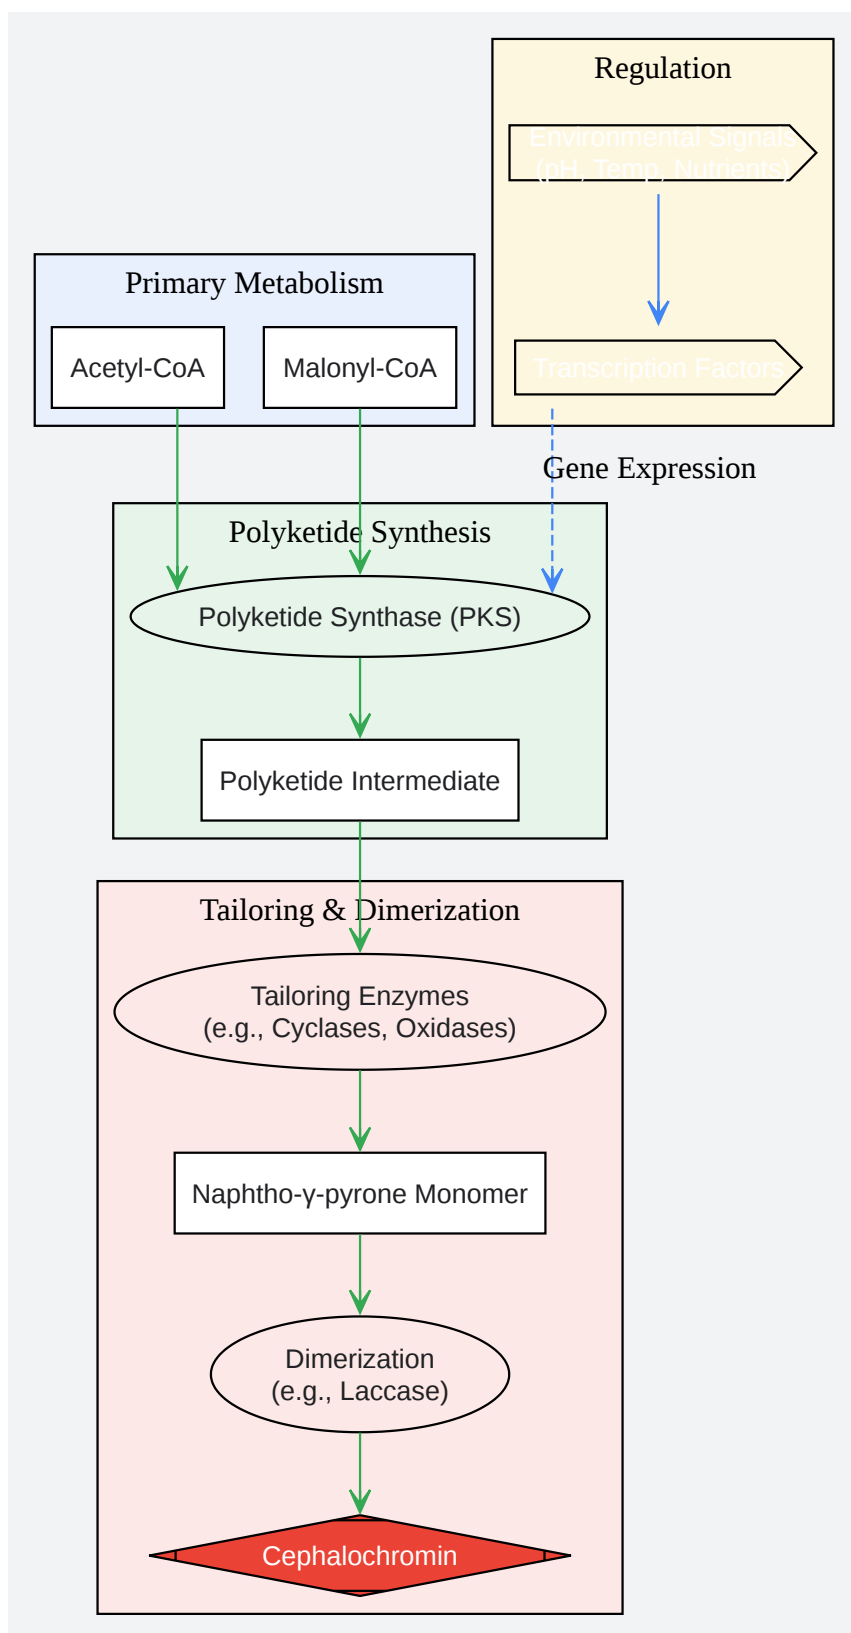 Regulation
Environmental Signals
(pH, Temp, Nutrients)
Primary Metabolism
Acetyl-CoA
Malonyl-CoA
Transcription Factors
Gene Expression
Polyketide Synthesis
Polyketide Synthase (PKS)
Polyketide Intermediate
Tailoring & Dimerization
Tailoring Enzymes
(e.g., Cyclases, Oxidases)
Naphtho-γ-pyrone Monomer
Dimerization
(e.g., Laccase)
Cephalochromin